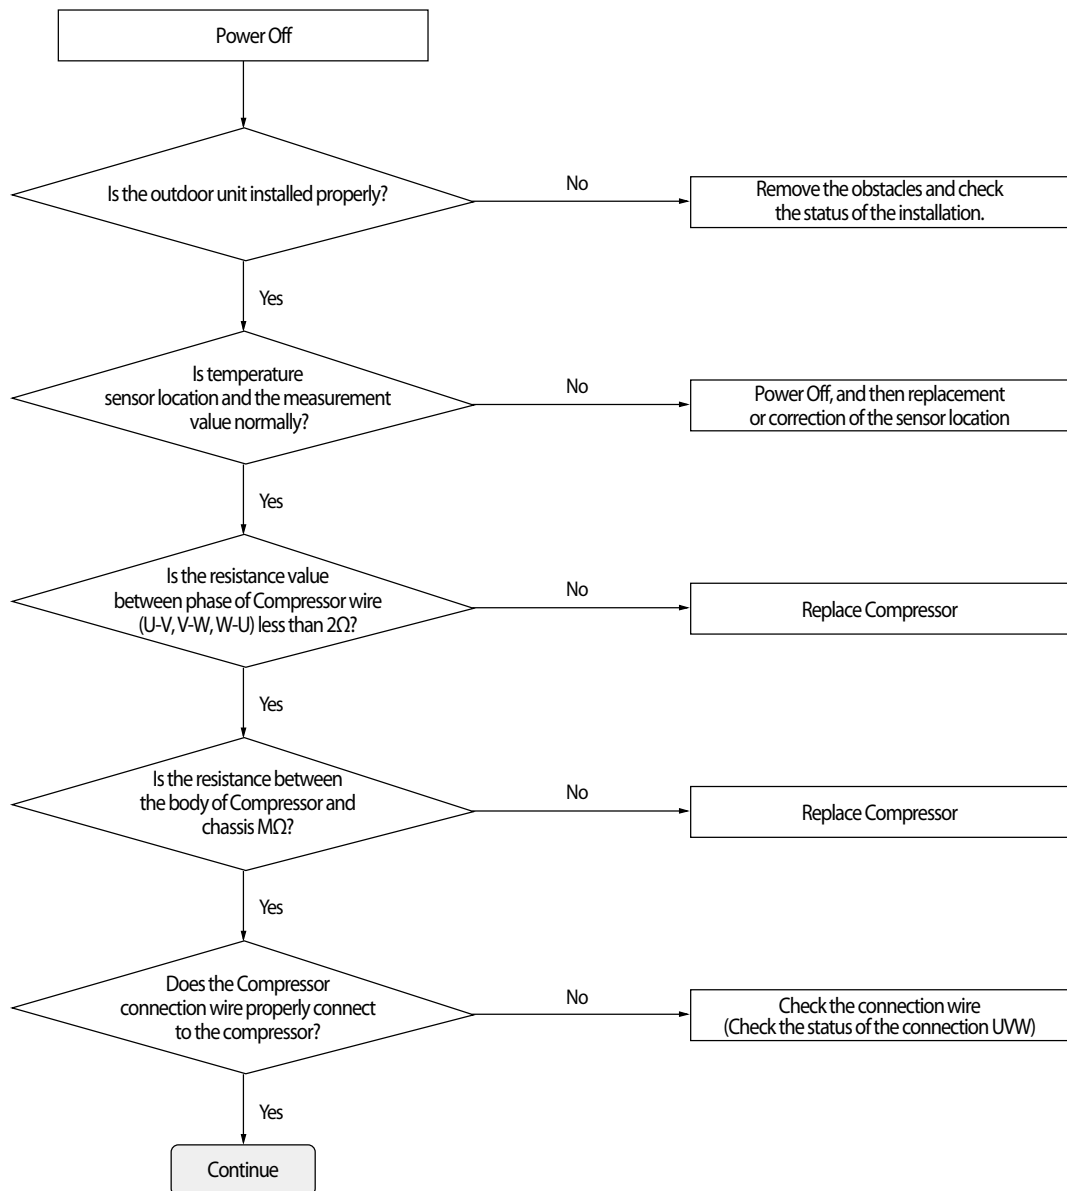 Power Off
Is the outdoor unit installed properly?
No
Remove the obstacles and check
the status of the installation.
Yes
Is temperature
sensor location and the measurement
value normally?
No
Power Off, and then replacement
or correction of the sensor location
Yes
Is the resistance value
between phase of Compressor wire
(U-V, V-W, W-U) less than 2Ω?
No
Replace Compressor
Yes
Is the resistance between
the body of Compressor and
chassis MΩ?
No
Replace Compressor
Yes
Does the Compressor
connection wire properly connect
to the compressor?
No
Check the connection wire
(Check the status of the connection UVW)
Yes
Continue